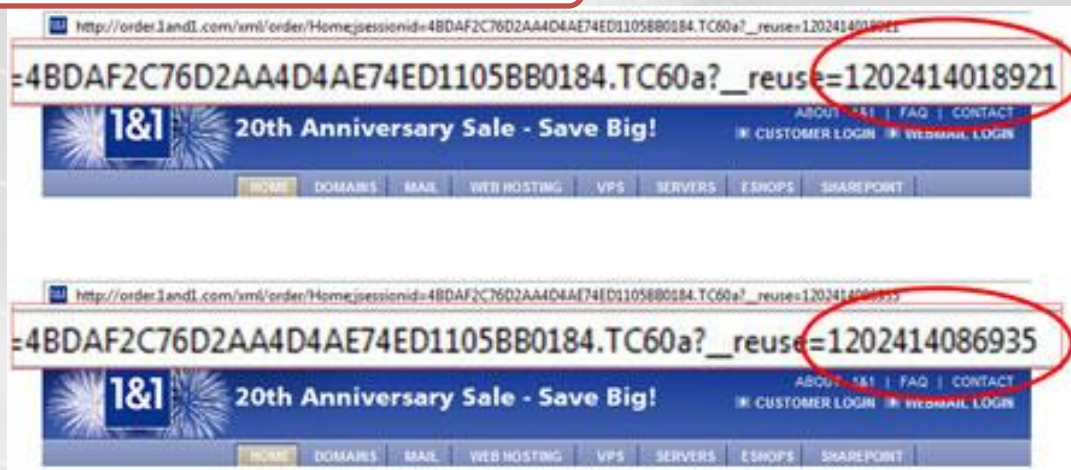 http://order.1and1.com/xml/order/Home;jsessionid=4BDAF2C76D2AA4D4AE74ED1105BB0184.TC60a?__reuse=1202414018921
=4BDAF2C76D2AA4D4AE74ED1105BB0184.TC60a?__reuse=1202414018921
1&1
20th Anniversary Sale - Save Big!
ABOUT 1&1 | FAQ | CONTACT
CUSTOMER LOGIN WEBMAIL LOGIN
HOME DOMAINS MAIL WEB HOSTING VPS SERVERS ESHOPS SHAREPOINT
http://order.1and1.com/xml/order/Home;jsessionid=4BDAF2C76D2AA4D4AE74ED1105BB0184.TC60a?__reuse=1202414086935
=4BDAF2C76D2AA4D4AE74ED1105BB0184.TC60a?__reuse=1202414086935
1&1
20th Anniversary Sale - Save Big!
ABOUT 1&1 | FAQ | CONTACT
CUSTOMER LOGIN WEBMAIL LOGIN
HOME DOMAINS MAIL WEB HOSTING VPS SERVERS ESHOPS SHAREPOINT